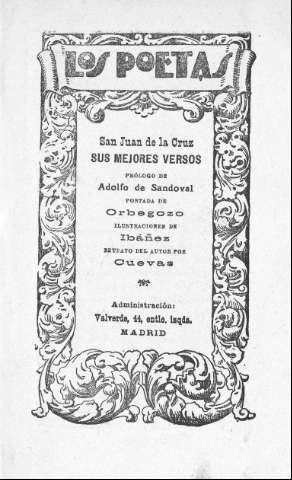 LOS POETAS
San Juan de la Cruz
SUS MEJORES VERSOS
PRÓLOGO DE
Adolfo de Sandoval
PORTADA DE
Orbegozo
ILUSTRACIONES DE
Ibáñez
RETRATO DEL AUTOR POR
Cuevas
Administración:
Valverde, 44, entlo. izqda.
MADRID